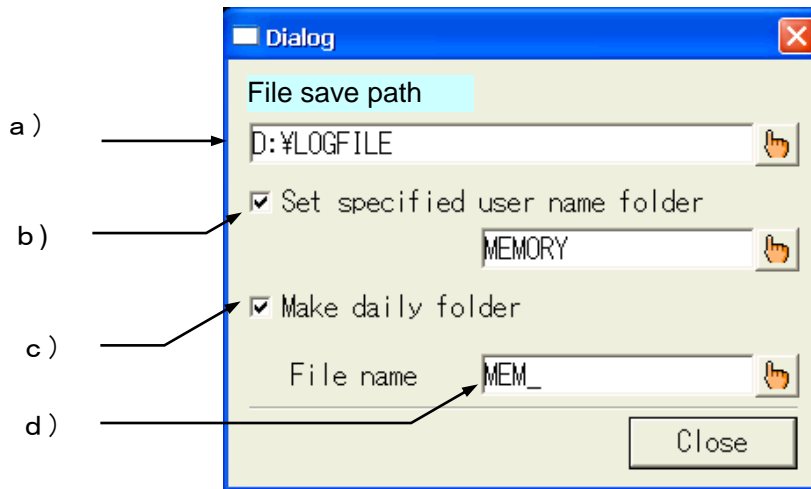 Dialog
File save path
a）
D:¥LOGFILE
Set specified user name folder
b)
MEMORY
c）
Make daily folder
File name
MEM_
d）
Close